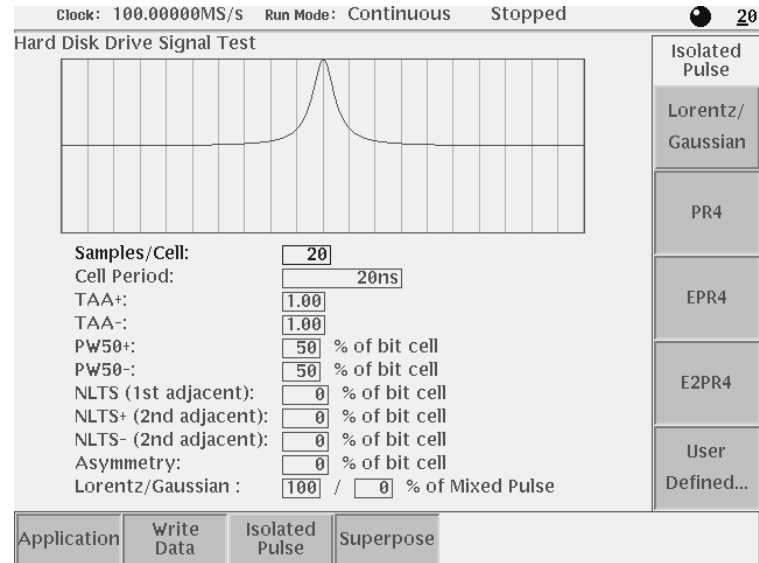 Clock: 100.00000MS/s Run Mode: Continuous Stopped 20
Hard Disk Drive Signal Test
Samples/Cell: 20
Cell Period: 20ns
TAA+: 1.00
TAA-: 1.00
PW50+: 50 % of bit cell
PW50-: 50 % of bit cell
NLTS (1st adjacent): 0 % of bit cell
NLTS+ (2nd adjacent): 0 % of bit cell
NLTS- (2nd adjacent): 0 % of bit cell
Asymmetry: 0 % of bit cell
Lorentz/Gaussian : 100 / 0 % of Mixed Pulse
Isolated
Pulse
Lorentz/
Gaussian
PR4
EPR4
E2PR4
User
Defined...
Application
Write
Data
Isolated
Pulse
Superpose